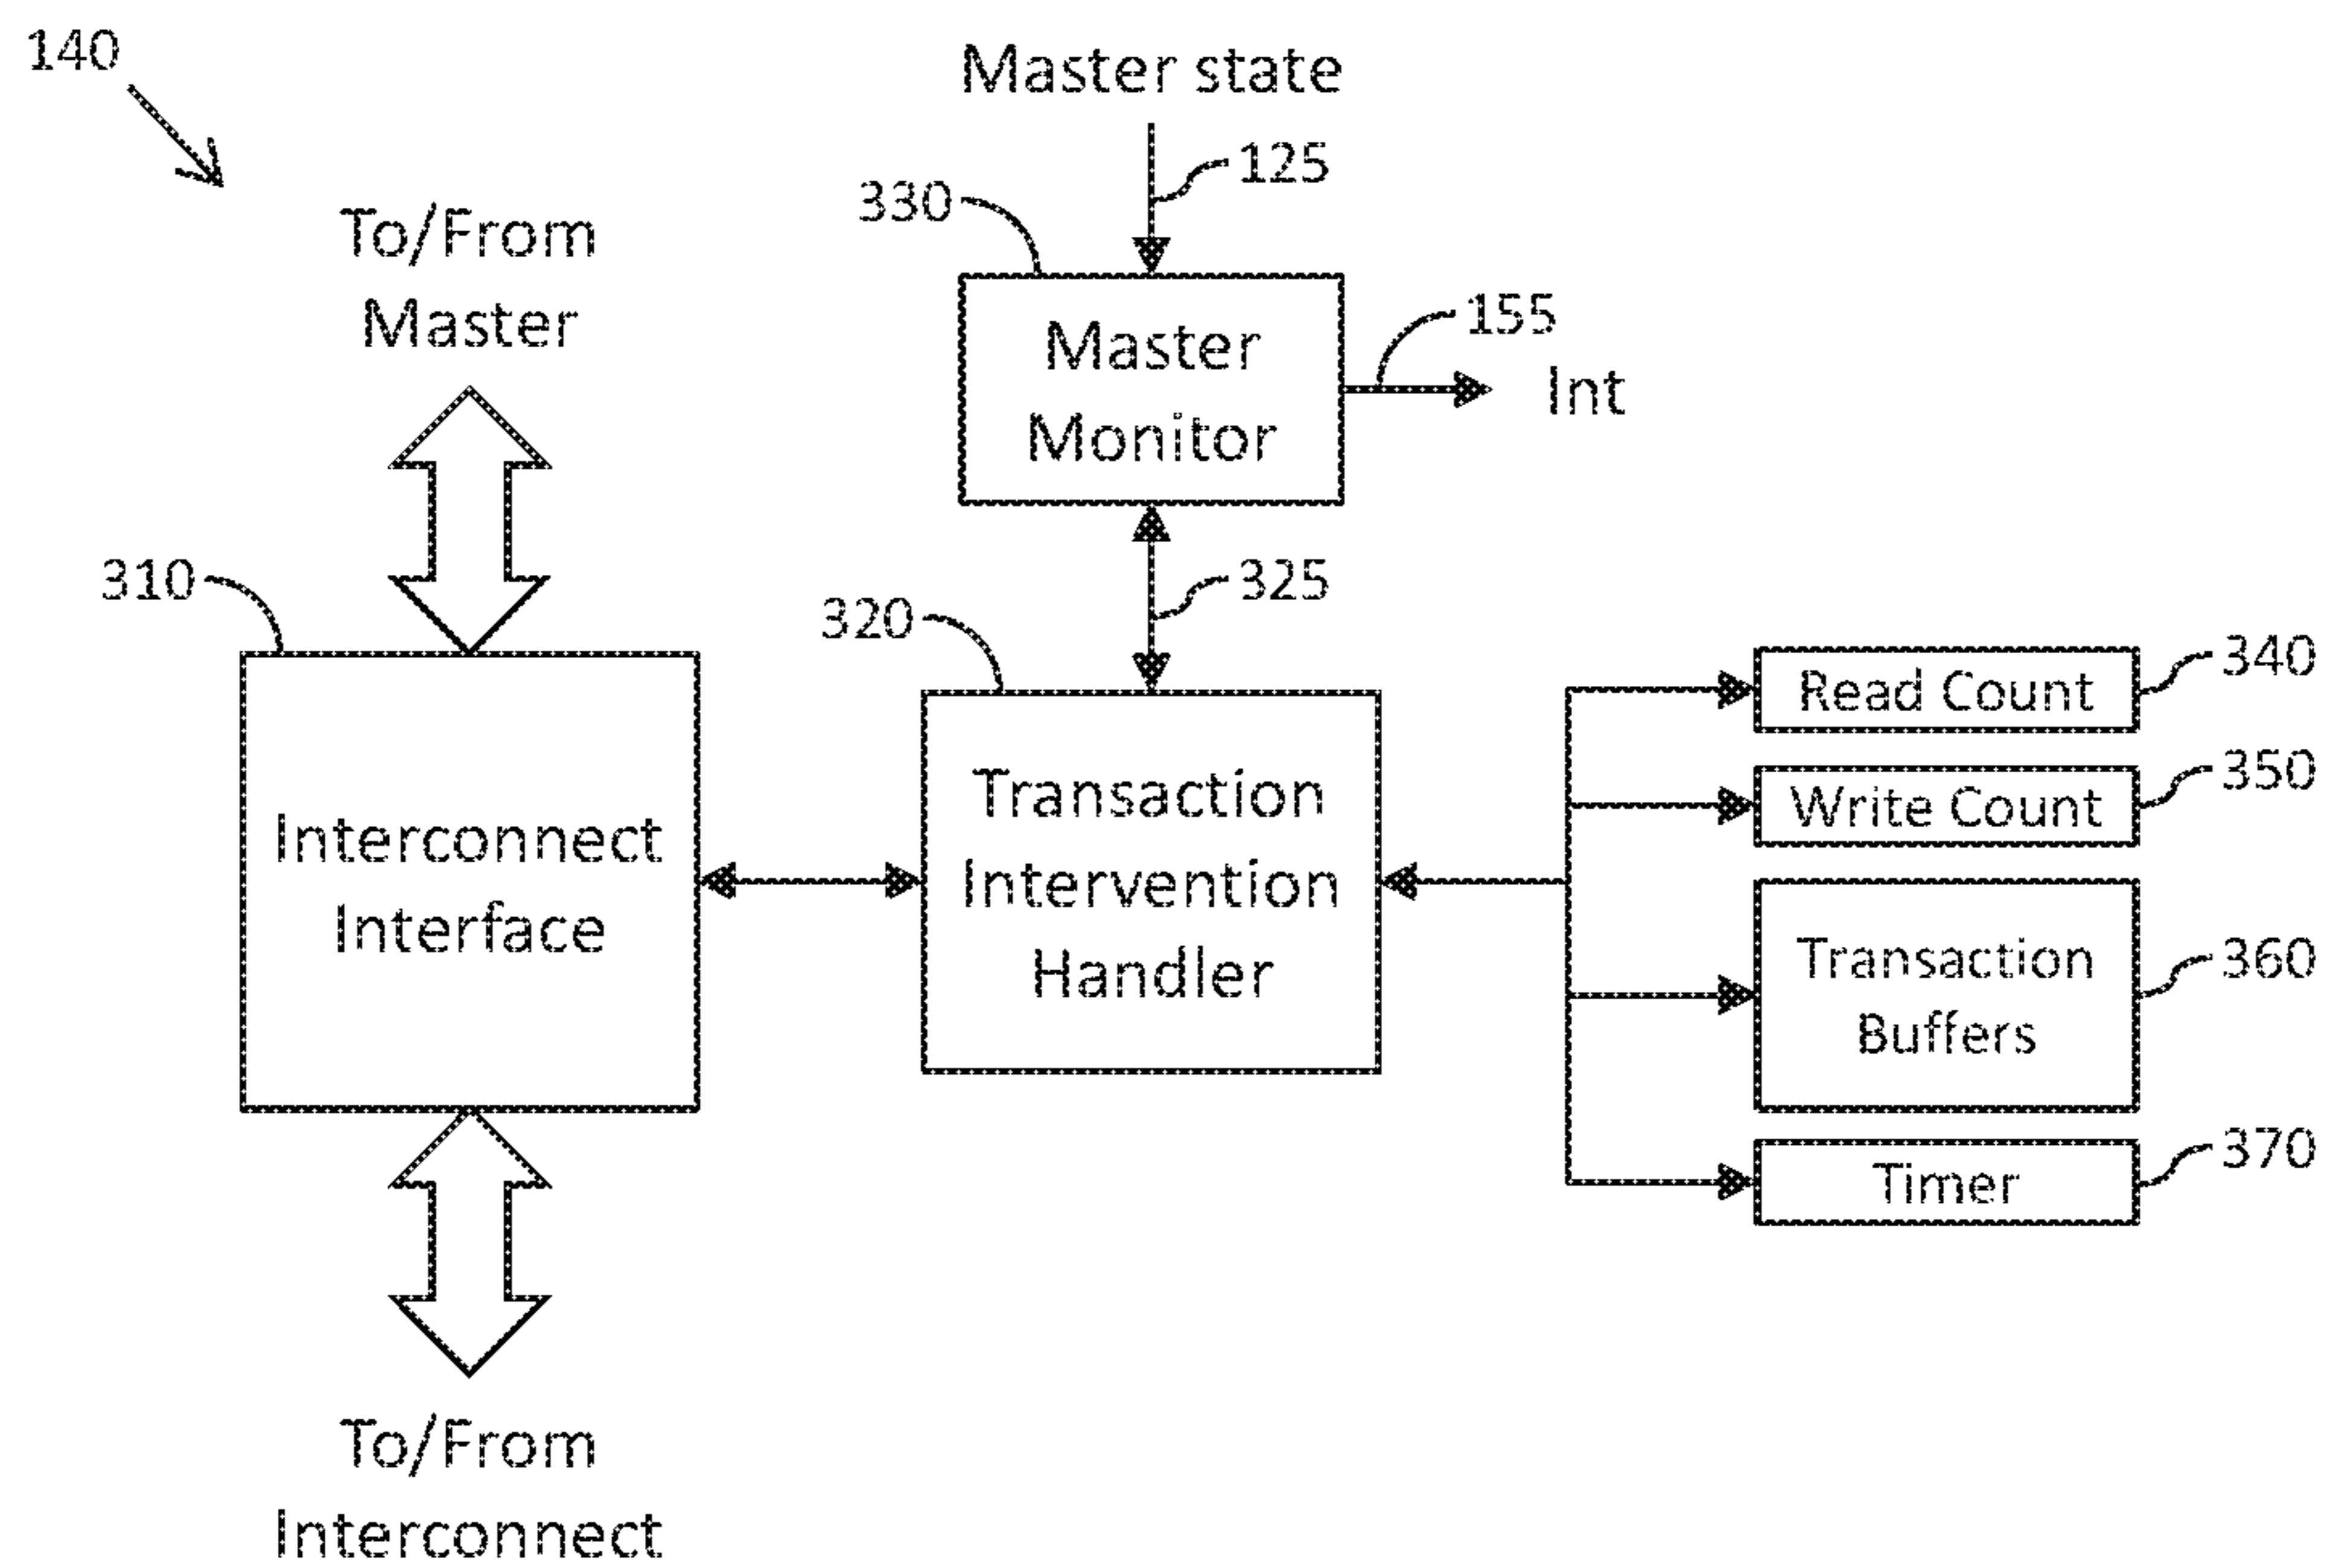 140
Master state
125
330
To/From
Master
155
Master
Monitor
Int
310
325
320
340
Read Count
350
Write Count
Transaction
Intervention
Handler
Interconnect
Interface
360
Transaction
Buffers
370
Timer
To/From
Interconnect